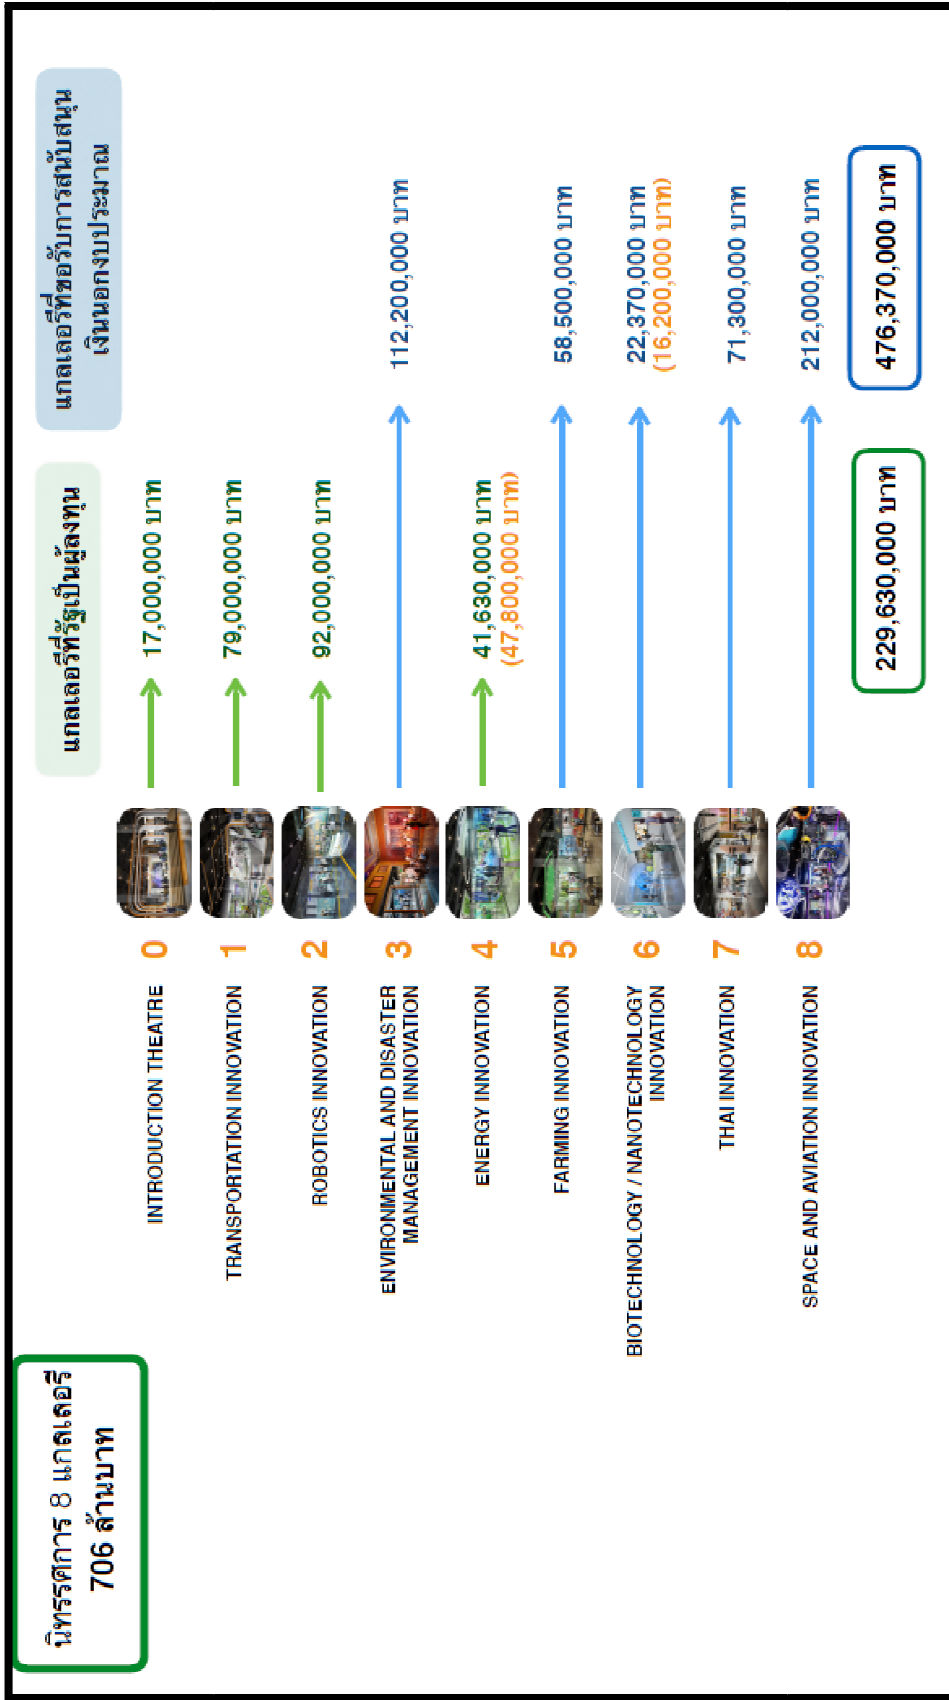 นิทรรศการ 8 แกลเลอรี
706 ล้านบาท
แกลเลอรีที่รัฐเป็นผู้ลงทุน
แกลเลอรีที่ขอรับการสนับสนุน
เงินนอกงบประมาณ
INTRODUCTION THEATRE 0 17,000,000 บาท
TRANSPORTATION INNOVATION 1 79,000,000 บาท
ROBOTICS INNOVATION 2 92,000,000 บาท
ENVIRONMENTAL AND DISASTER
MANAGEMENT INNOVATION 3 112,200,000 บาท
ENERGY INNOVATION 4 41,630,000 บาท
(47,800,000 บาท)
FARMING INNOVATION 5 58,500,000 บาท
BIOTECHNOLOGY / NANOTECHNOLOGY
INNOVATION 6 22,370,000 บาท
(16,200,000 บาท)
THAI INNOVATION 7 71,300,000 บาท
SPACE AND AVIATION INNOVATION 8 212,000,000 บาท
229,630,000 บาท
476,370,000 บาท